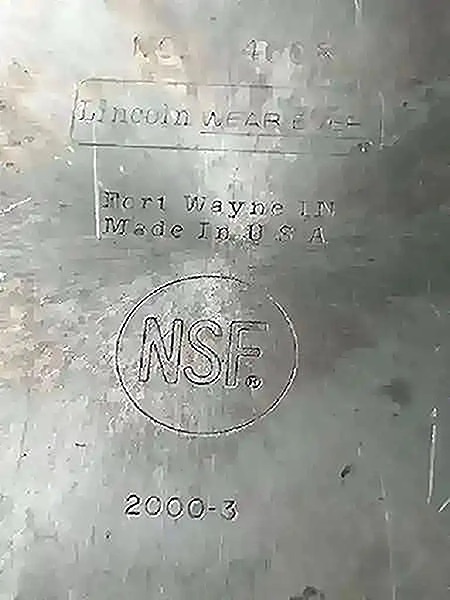 Lincoln WEAR EVER
®
Fort Wayne IN
Made In U S A
NSF®
2000-3